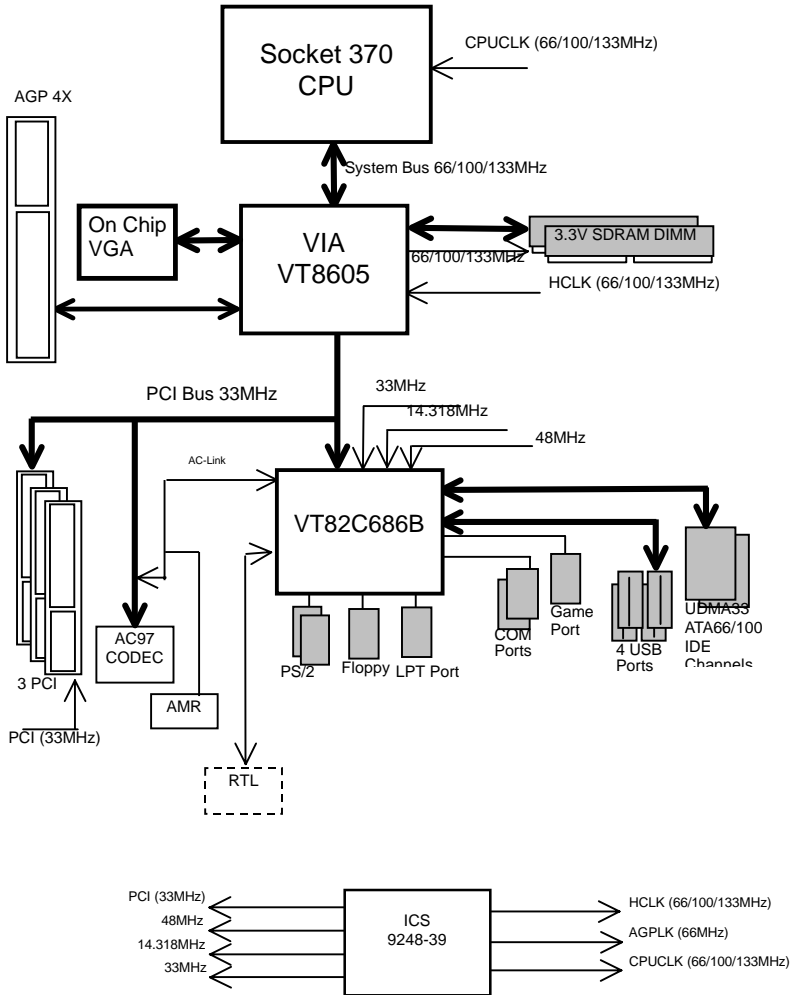 Socket 370
CPU
CPUCLK (66/100/133MHz)
AGP 4X
System Bus 66/100/133MHz
On Chip
VGA
VIA
VT8605
3.3V SDRAM DIMM
66/100/133MHz
HCLK (66/100/133MHz)
PCI Bus 33MHz
33MHz
14.318MHz
48MHz
AC-Link
VT82C686B
AC97
CODEC
3 PCI
PCI (33MHz)
AMR
RTL
PS/2
Floppy
LPT Port
COM
Ports
Game
Port
4 USB
Ports
UDMA33
ATA66/100
IDE
Channels
PCI (33MHz)
48MHz
14.318MHz
33MHz
ICS
9248-39
HCLK (66/100/133MHz)
AGPLK (66MHz)
CPUCLK (66/100/133MHz)